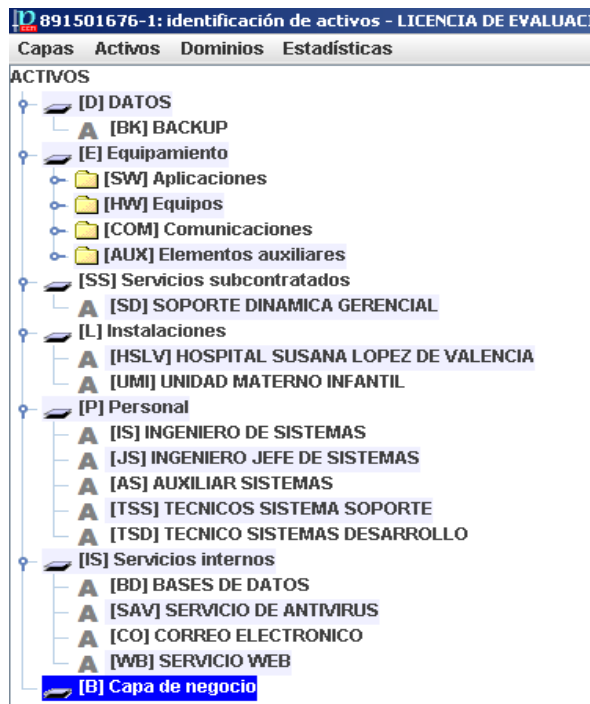 891501676-1: identificación de activos - LICENCIA DE EVALUAC
Capas Activos Dominios Estadísticas
ACTIVOS
[D] DATOS
A [BK] BACKUP
[E] Equipamiento
[SW] Aplicaciones
[HW] Equipos
[COM] Comunicaciones
[AUX] Elementos auxiliares
[SS] Servicios subcontratados
A [SD] SOPORTE DINAMICA GERENCIAL
[L] Instalaciones
A [HSLV] HOSPITAL SUSANA LOPEZ DE VALENCIA
A [UMI] UNIDAD MATERNO INFANTIL
[P] Personal
A [IS] INGENIERO DE SISTEMAS
A [JS] INGENIERO JEFE DE SISTEMAS
A [AS] AUXILIAR SISTEMAS
A [TSS] TECNICOS SISTEMA SOPORTE
A [TSD] TECNICO SISTEMAS DESARROLLO
[IS] Servicios internos
A [BD] BASES DE DATOS
A [SAV] SERVICIO DE ANTIVIRUS
A [CO] CORREO ELECTRONICO
A [WB] SERVICIO WEB
[B] Capa de negocio